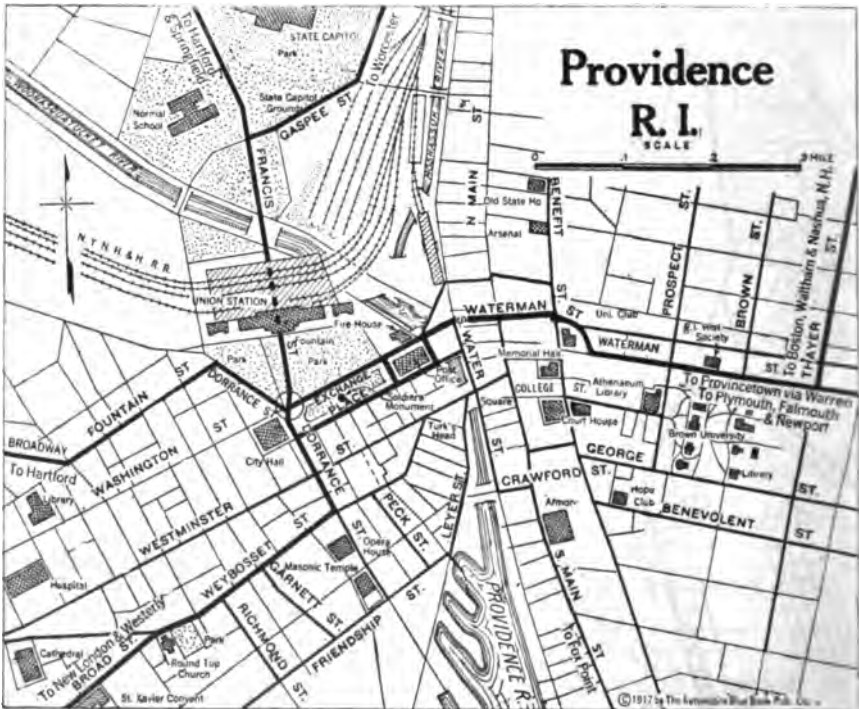 Providence
R. I.
SCALE
0 .1 .2 .3 MILE
To Hartford
& Springfield
STATE CAPITOL
Park
To Worcester
Normal
School
State Capitol
Grounds
GASPEE ST.
WOONASQUATUCKET RIVER
RIVER
FRANCIS
ST
N MAIN
ST
BENEFIT
ST.
Old State Ho
Arsenal
PROSPECT
ST.
BROWN
ST.
THAYER
ST.
To Boston, Waltham & Nashua, N.H.
N.Y. N.H. & H. R.R.
UNION STATION
Fountain
Park
Park
Fire House
WATERMAN
ST
Uni. Club
WATERMAN
ST.
R.I. Hist.
Society
Memorial Hall
Post
Office
S. WATER
ST.
COLLEGE
ST.
Athenaeum
Library
To Provincetown via Warren
To Plymouth, Falmouth
& Newport
EXCHANGE
PLACE
Soldiers
Monument
Square
Court House
Brown University
Library
FOUNTAIN
ST
DORRANCE
ST
BROADWAY
WASHINGTON
ST
City Hall
DORRANCE
ST.
Turk's
Head
GEORGE
ST.
To Hartford
Library
WESTMINSTER
ST.
CRAWFORD
ST.
Hope
Club
BENEVOLENT
ST
PECK ST.
Opera
House
WEYBOSSET
ST
Masonic Temple
GARNETT
ST.
Hospital
FRIENDSHIP
ST.
RICHMOND
ST.
S. MAIN
ST
To Fox Point
PROVIDENCE R.
Cathedral
To New London & Westerly
BROAD ST.
Park
Round Top
Church
St. Xavier Convent
© 1917 by The Automobile Blue Book Pub. Co.